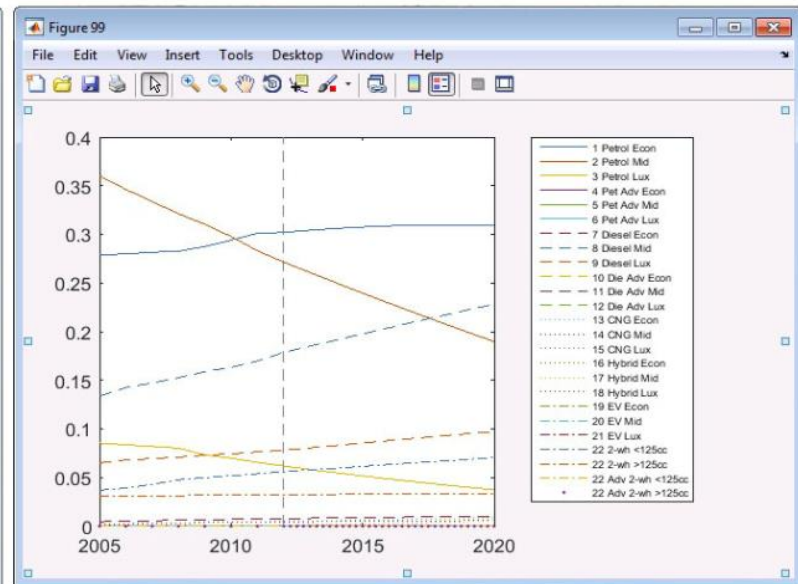 Figure 99
File Edit View Insert Tools Desktop Window Help
0.4
0.35
0.3
0.25
0.2
0.15
0.1
0.05
0
2005 2010 2015 2020
1 Petrol Econ
2 Petrol Mid
3 Petrol Lux
4 Pet Adv Econ
5 Pet Adv Mid
6 Pet Adv Lux
7 Diesel Econ
8 Diesel Mid
9 Diesel Lux
10 Die Adv Econ
11 Die Adv Mid
12 Die Adv Lux
13 CNG Econ
14 CNG Mid
15 CNG Lux
16 Hybrid Econ
17 Hybrid Mid
18 Hybrid Lux
19 EV Econ
20 EV Mid
21 EV Lux
22 2-wh <125cc
22 2-wh >125cc
22 Adv 2-wh <125cc
22 Adv 2-wh >125cc